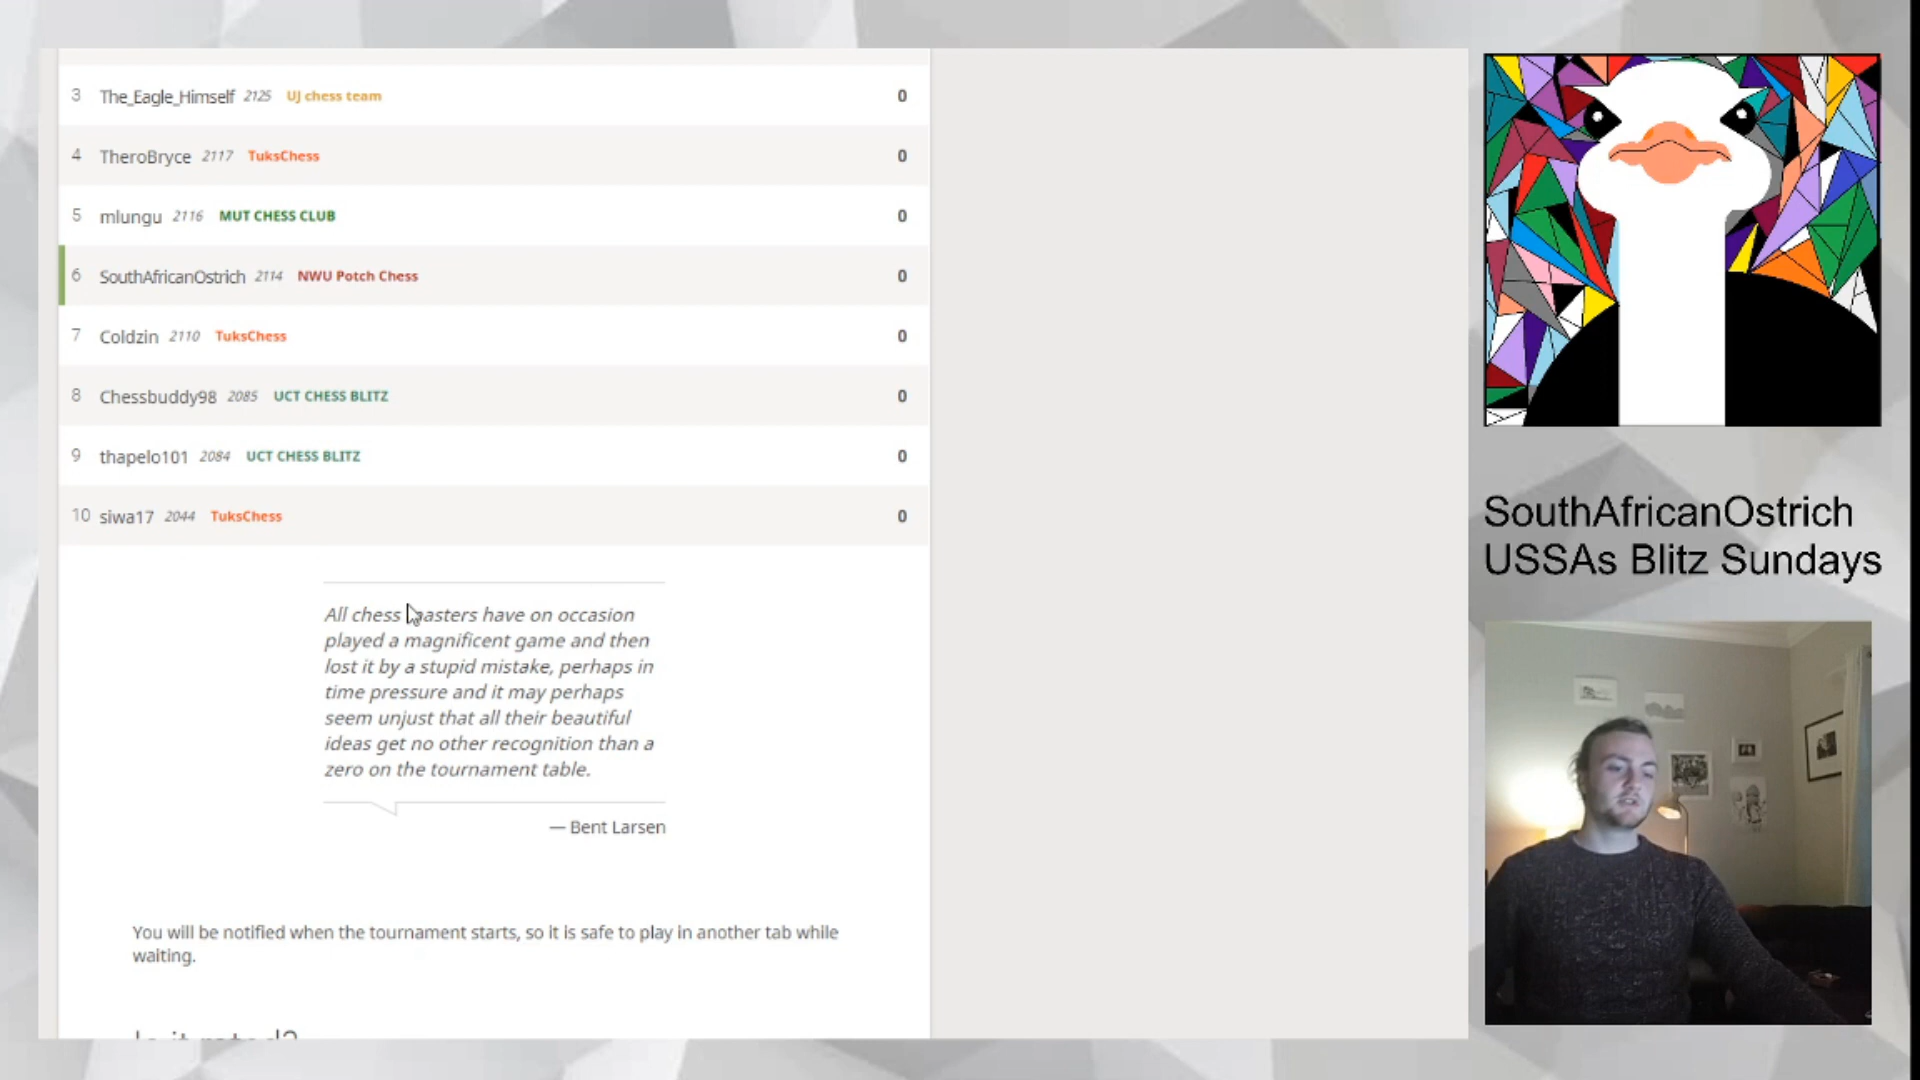 3 The_Eagle_Himself 2125 UJ chess team 0
4 TheroBryce 2117 TuksChess 0
5 mlungu 2116 MUT CHESS CLUB 0
6 SouthAfricanOstrich 2114 NWU Potch Chess 0
7 Coldzin 2110 TuksChess 0
8 Chessbuddy98 2085 UCT CHESS BLITZ 0
9 thapelo101 2084 UCT CHESS BLITZ 0
10 siwa17 2044 TuksChess 0
All chess masters have on occasion
played a magnificent game and then
lost it by a stupid mistake, perhaps in
time pressure and it may perhaps
seem unjust that all their beautiful
ideas get no other recognition than a
zero on the tournament table.
— Bent Larsen
You will be notified when the tournament starts, so it is safe to play in another tab while
waiting.
Is it rated?
SouthAfricanOstrich
USSAs Blitz Sundays